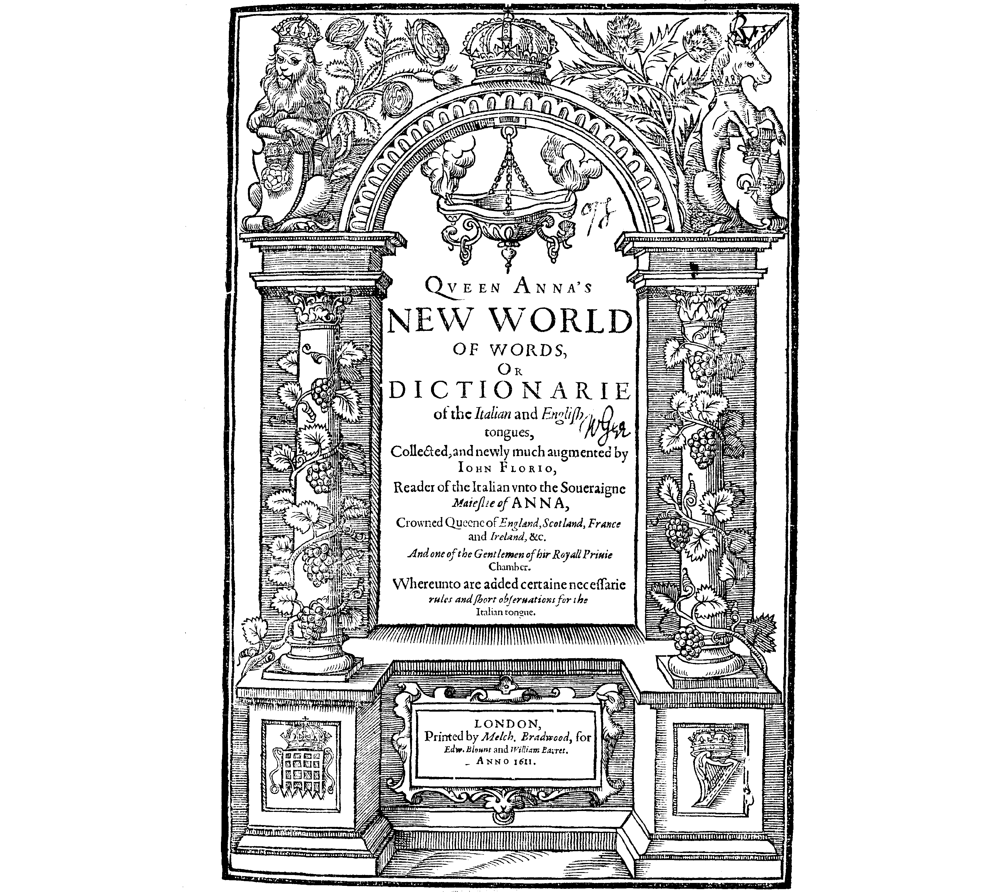 QVEEN ANNA'S
NEW WORLD
OF WORDS,
OR
DICTIONARIE
of the Italian and Engliſh
tongues,
Collected, and newly much augmented by
IOHN FLORIO,
Reader of the Italian vnto the Soueraigne
Maieſtie of ANNA,
Crowned Queene of England, Scotland, France
and Ireland, &c.
And one of the Gentlemen of hir Royall Priuie
Chamber.
Whereunto are added certaine neceſſarie
rules and ſhort obſeruations for the
Italian tongue.
LONDON,
Printed by Melch. Bradwood, for
Edw. Blount and William Barret.
ANNO 1611.